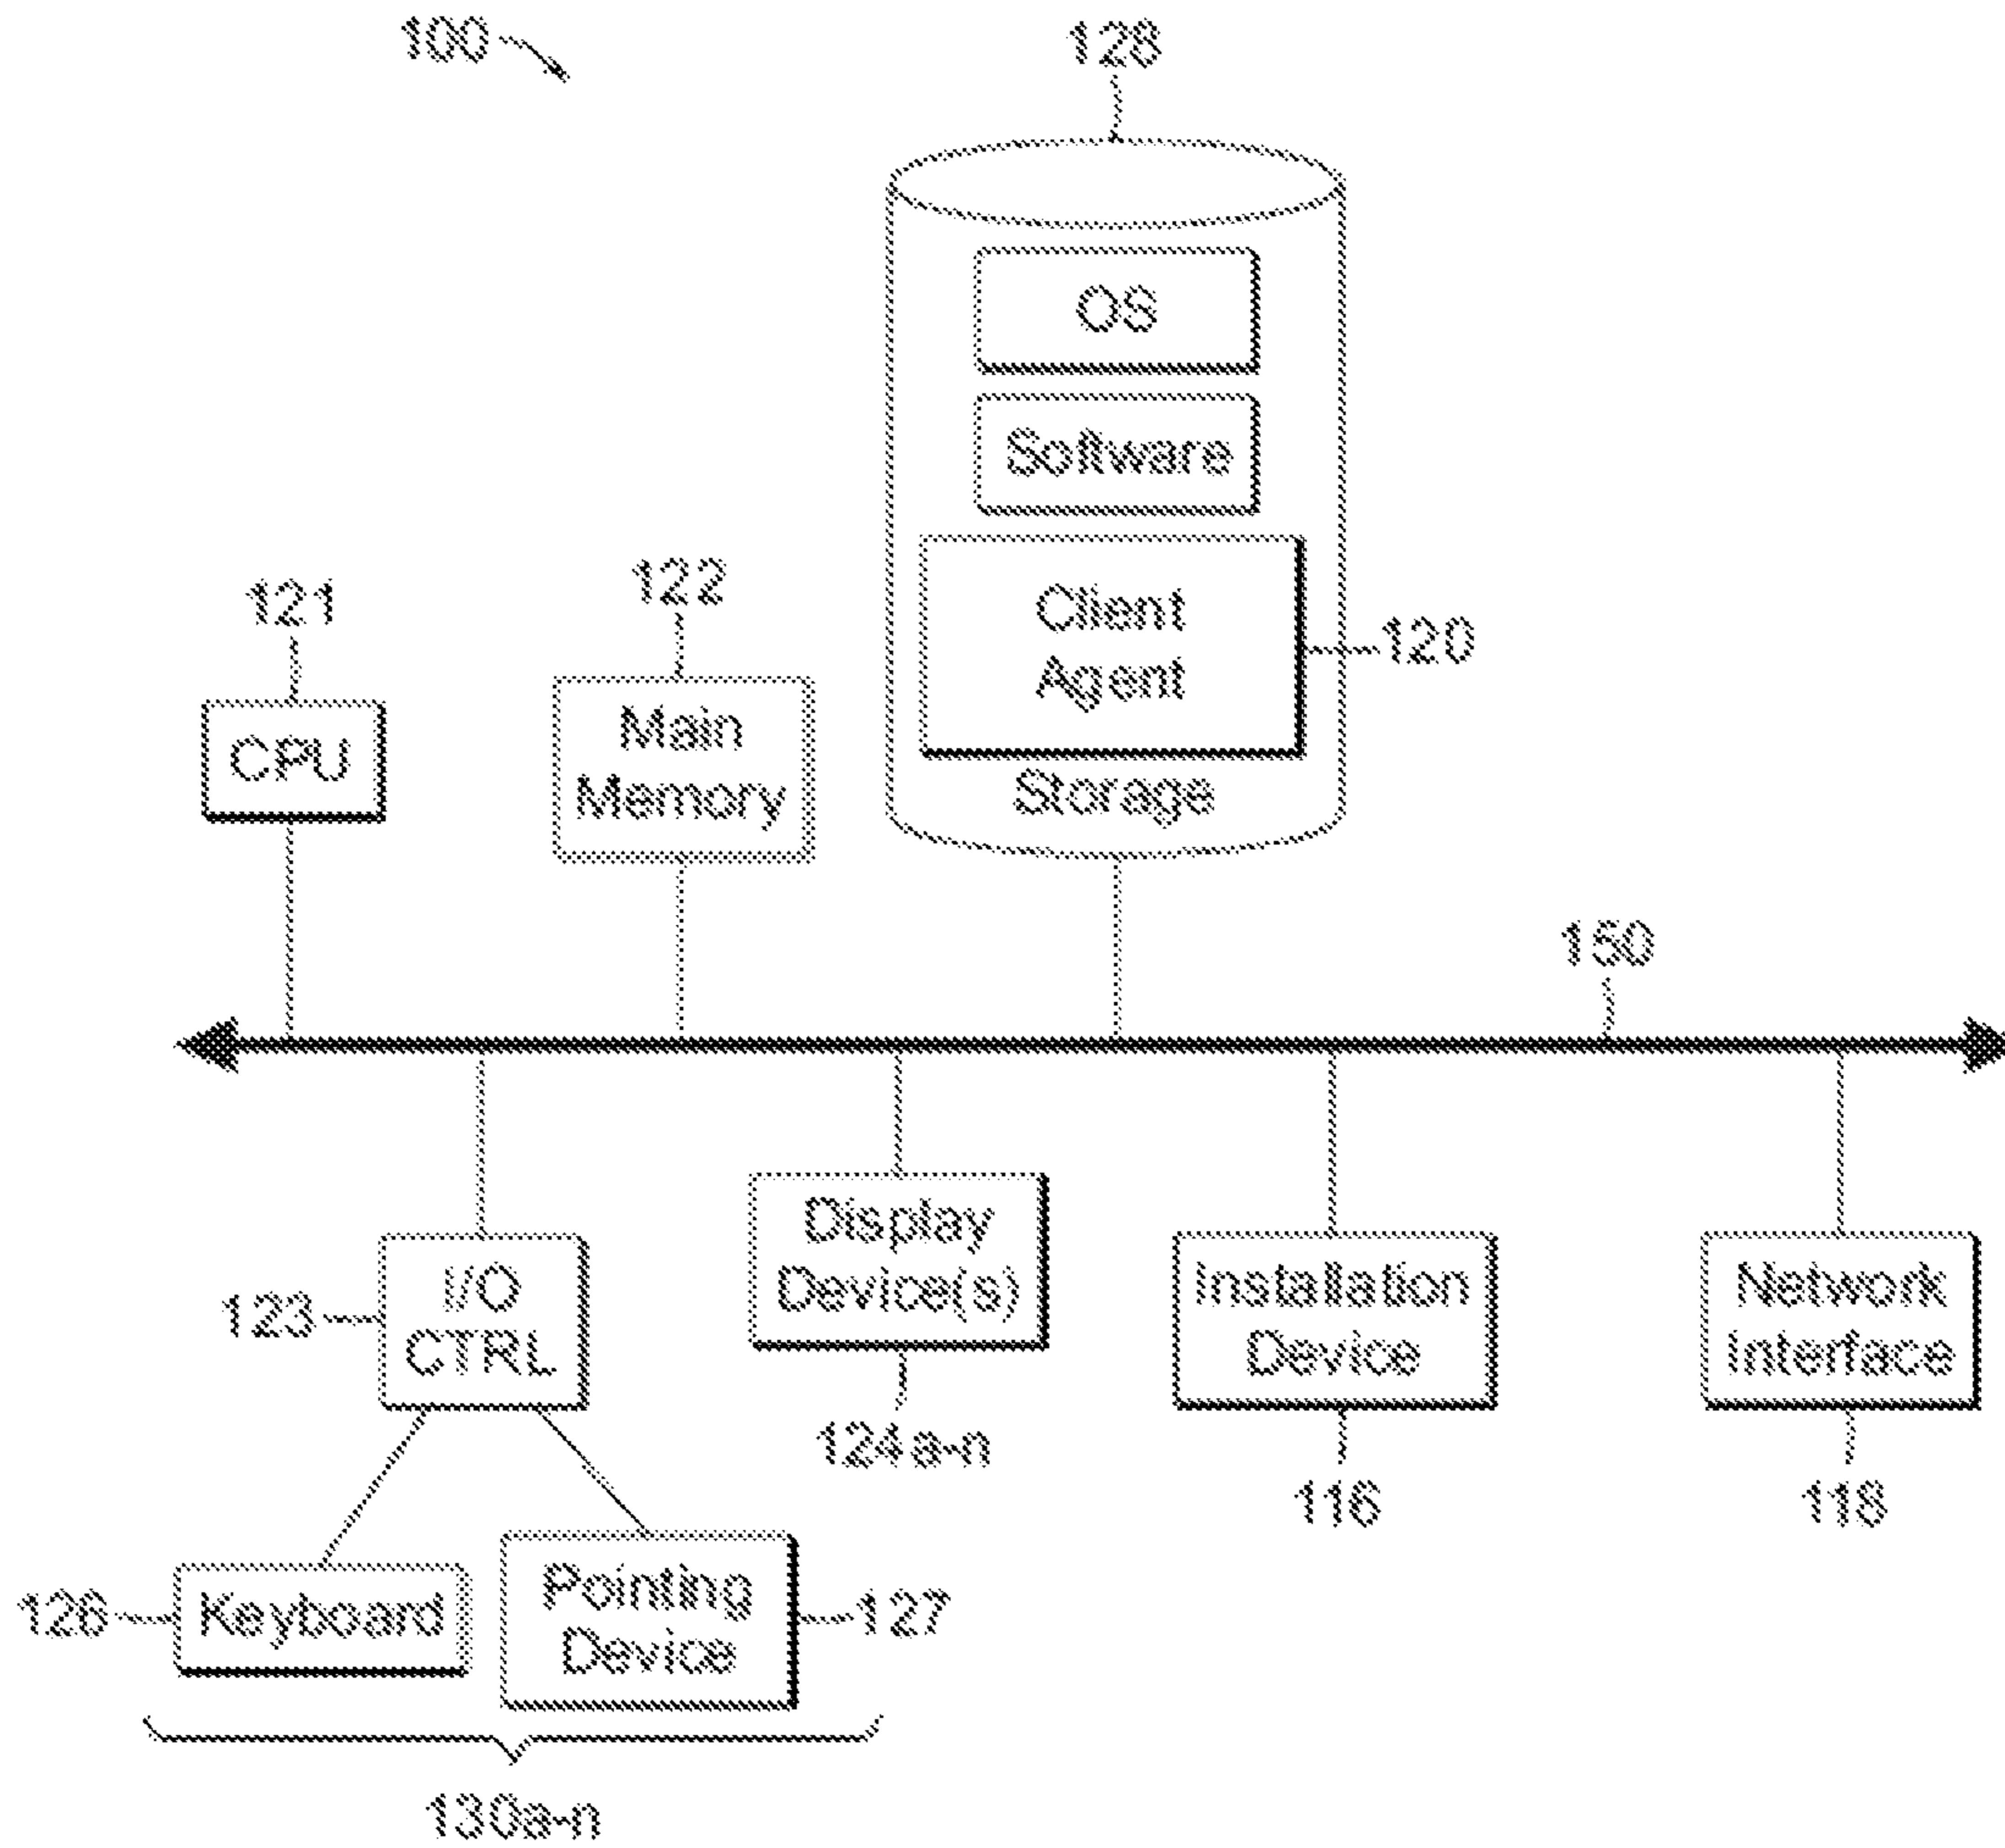 100
128
OS
Software
Client
Agent
120
Storage
121
CPU
122
Main
Memory
150
123
I/O
CTRL
Display
Device(s)
124a-n
Installation
Device
116
Network
Interface
118
126
Keyboard
Pointing
Device
127
130a-n